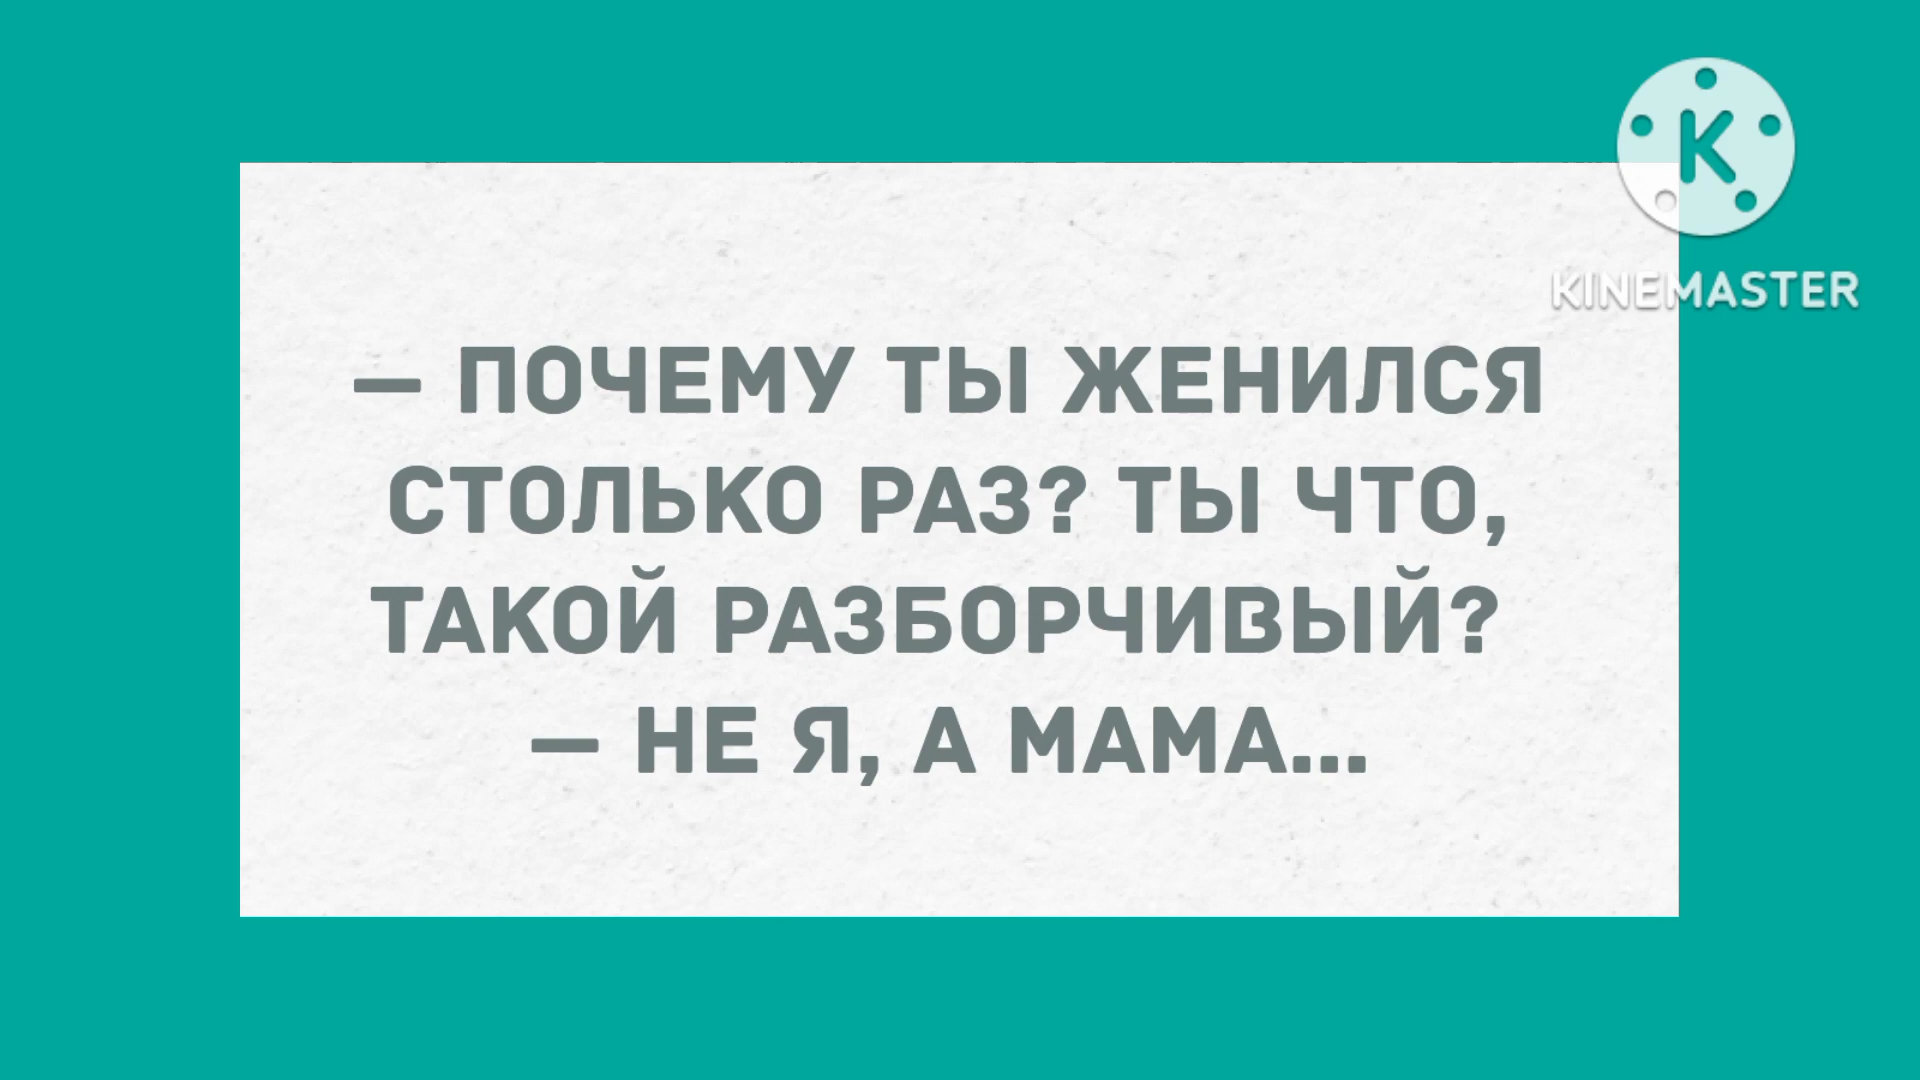 K
KINEMASTER
— ПОЧЕМУ ТЫ ЖЕНИЛСЯ
СТОЛЬКО РАЗ? ТЫ ЧТО,
ТАКОЙ РАЗБОРЧИВЫЙ?
— НЕ Я, А МАМА...